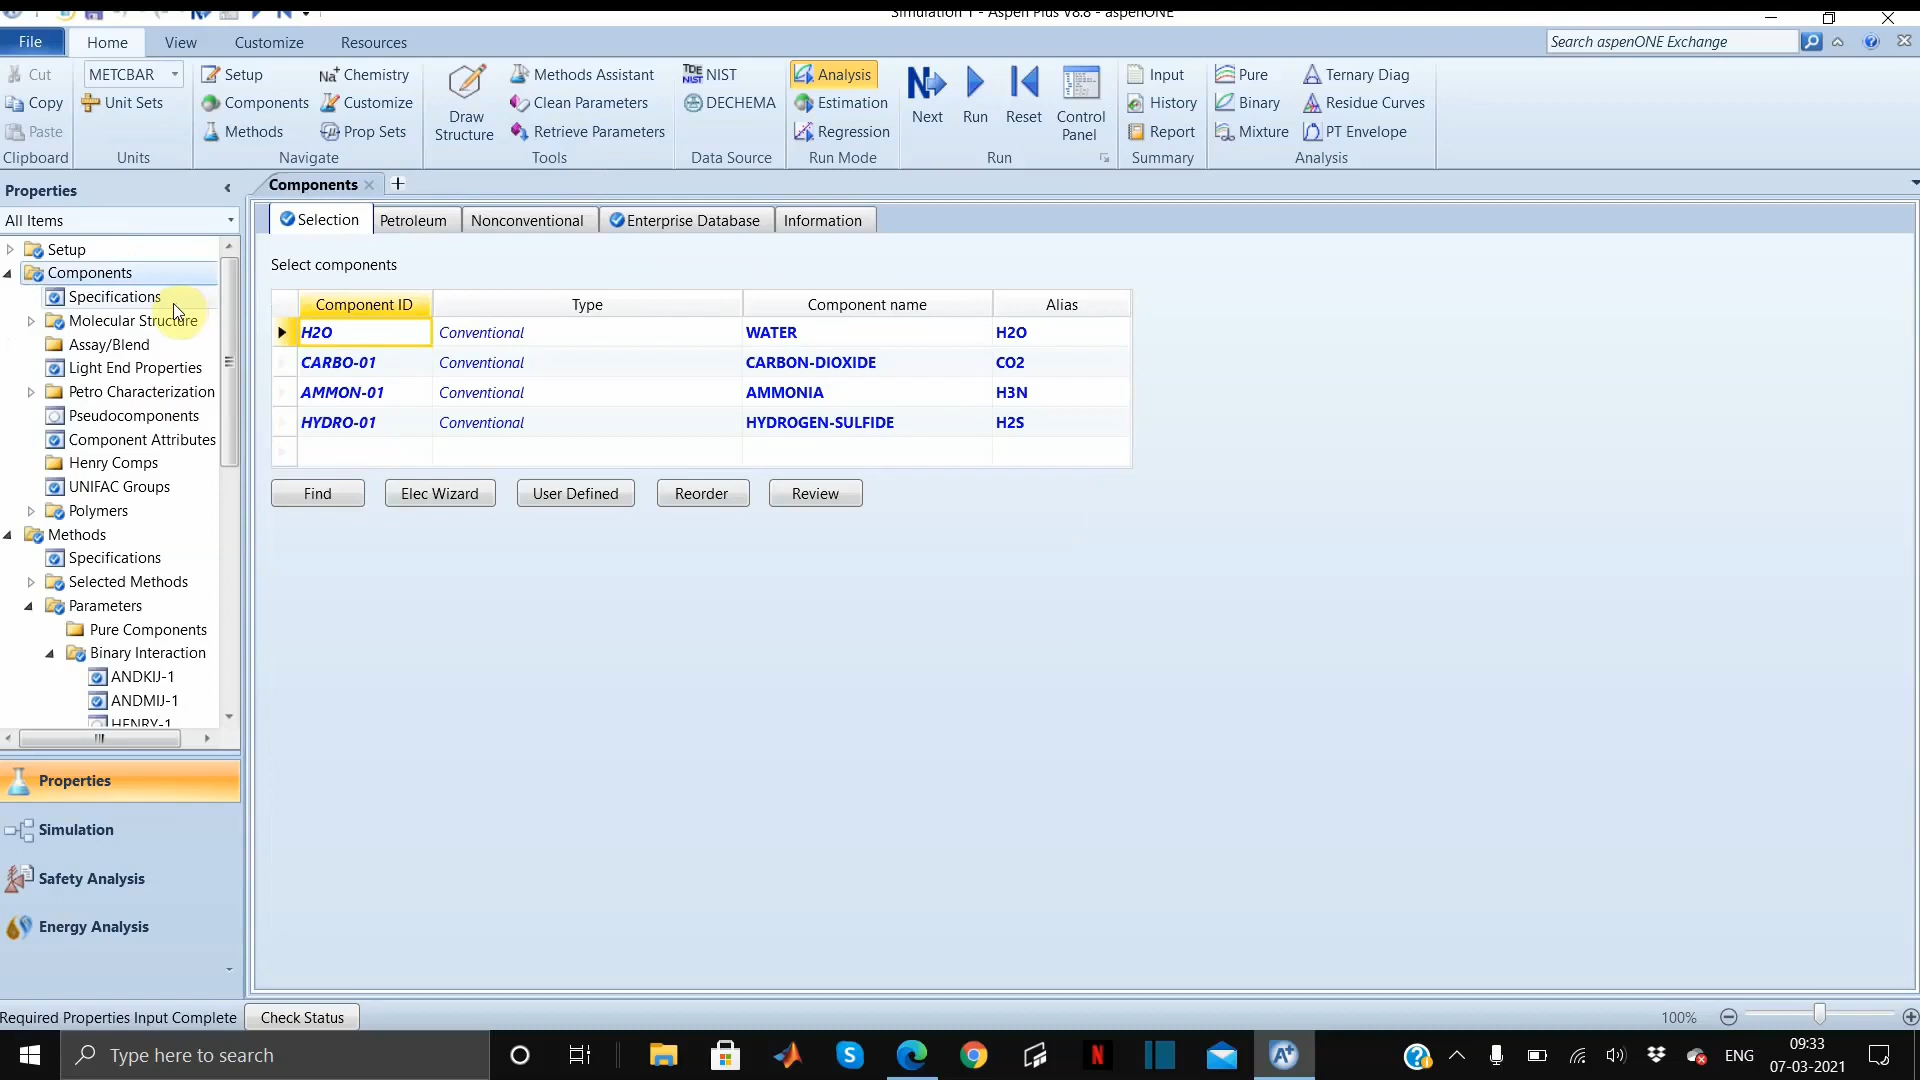 Simulation 1 - Aspen Plus V8.8 - aspenONE
File Home View Customize Resources
Search aspenONE Exchange
Cut
Copy
Paste
Clipboard
METCBAR
Unit Sets
Units
Setup
Components
Methods
Na+ Chemistry
Customize
Prop Sets
Navigate
Draw
Structure
Methods Assistant
Clean Parameters
Retrieve Parameters
Tools
NIST
DECHEMA
Data Source
Analysis
Estimation
Regression
Run Mode
Next
Run
Reset
Control
Panel
Run
Input
History
Report
Summary
Pure
Binary
Mixture
Ternary Diag
Residue Curves
PT Envelope
Analysis
Properties
All Items
Setup
Components
Specifications
Molecular Structure
Assay/Blend
Light End Properties
Petro Characterization
Pseudocomponents
Component Attributes
Henry Comps
UNIFAC Groups
Polymers
Methods
Specifications
Selected Methods
Parameters
Pure Components
Binary Interaction
ANDKIJ-1
ANDMIJ-1
HENRY-1
Properties
Simulation
Safety Analysis
Energy Analysis
Components
Selection Petroleum Nonconventional Enterprise Database Information
Select components
Component ID Type Component name Alias
H2O Conventional WATER H2O
CARBO-01 Conventional CARBON-DIOXIDE CO2
AMMON-01 Conventional AMMONIA H3N
HYDRO-01 Conventional HYDROGEN-SULFIDE H2S
Find Elec Wizard User Defined Reorder Review
Required Properties Input Complete Check Status
100%
Type here to search
ENG
09:33
07-03-2021